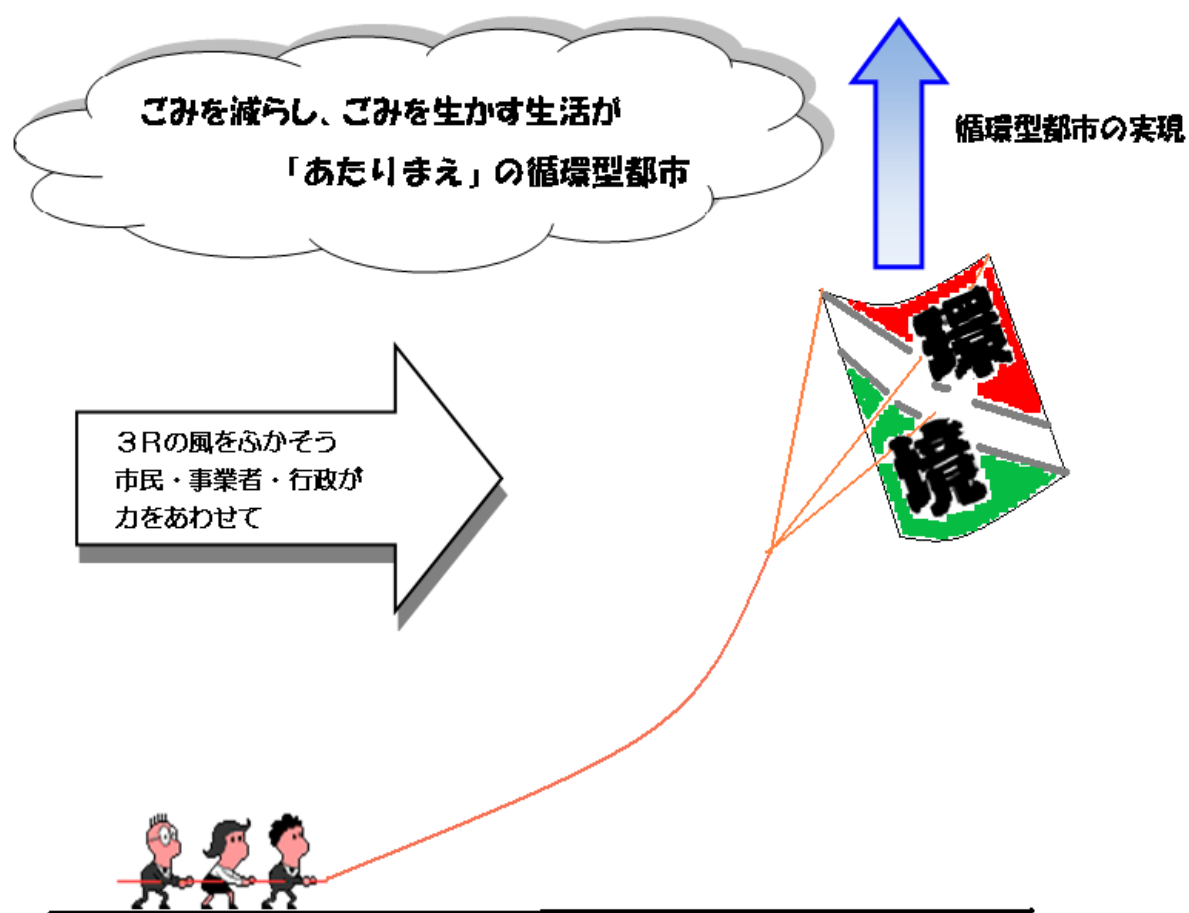 ごみを減らし、ごみを生かす生活が
「あたりまえ」の循環型都市
循環型都市の実現
３Ｒの風をふかそう
市民・事業者・行政が
力をあわせて
環
境